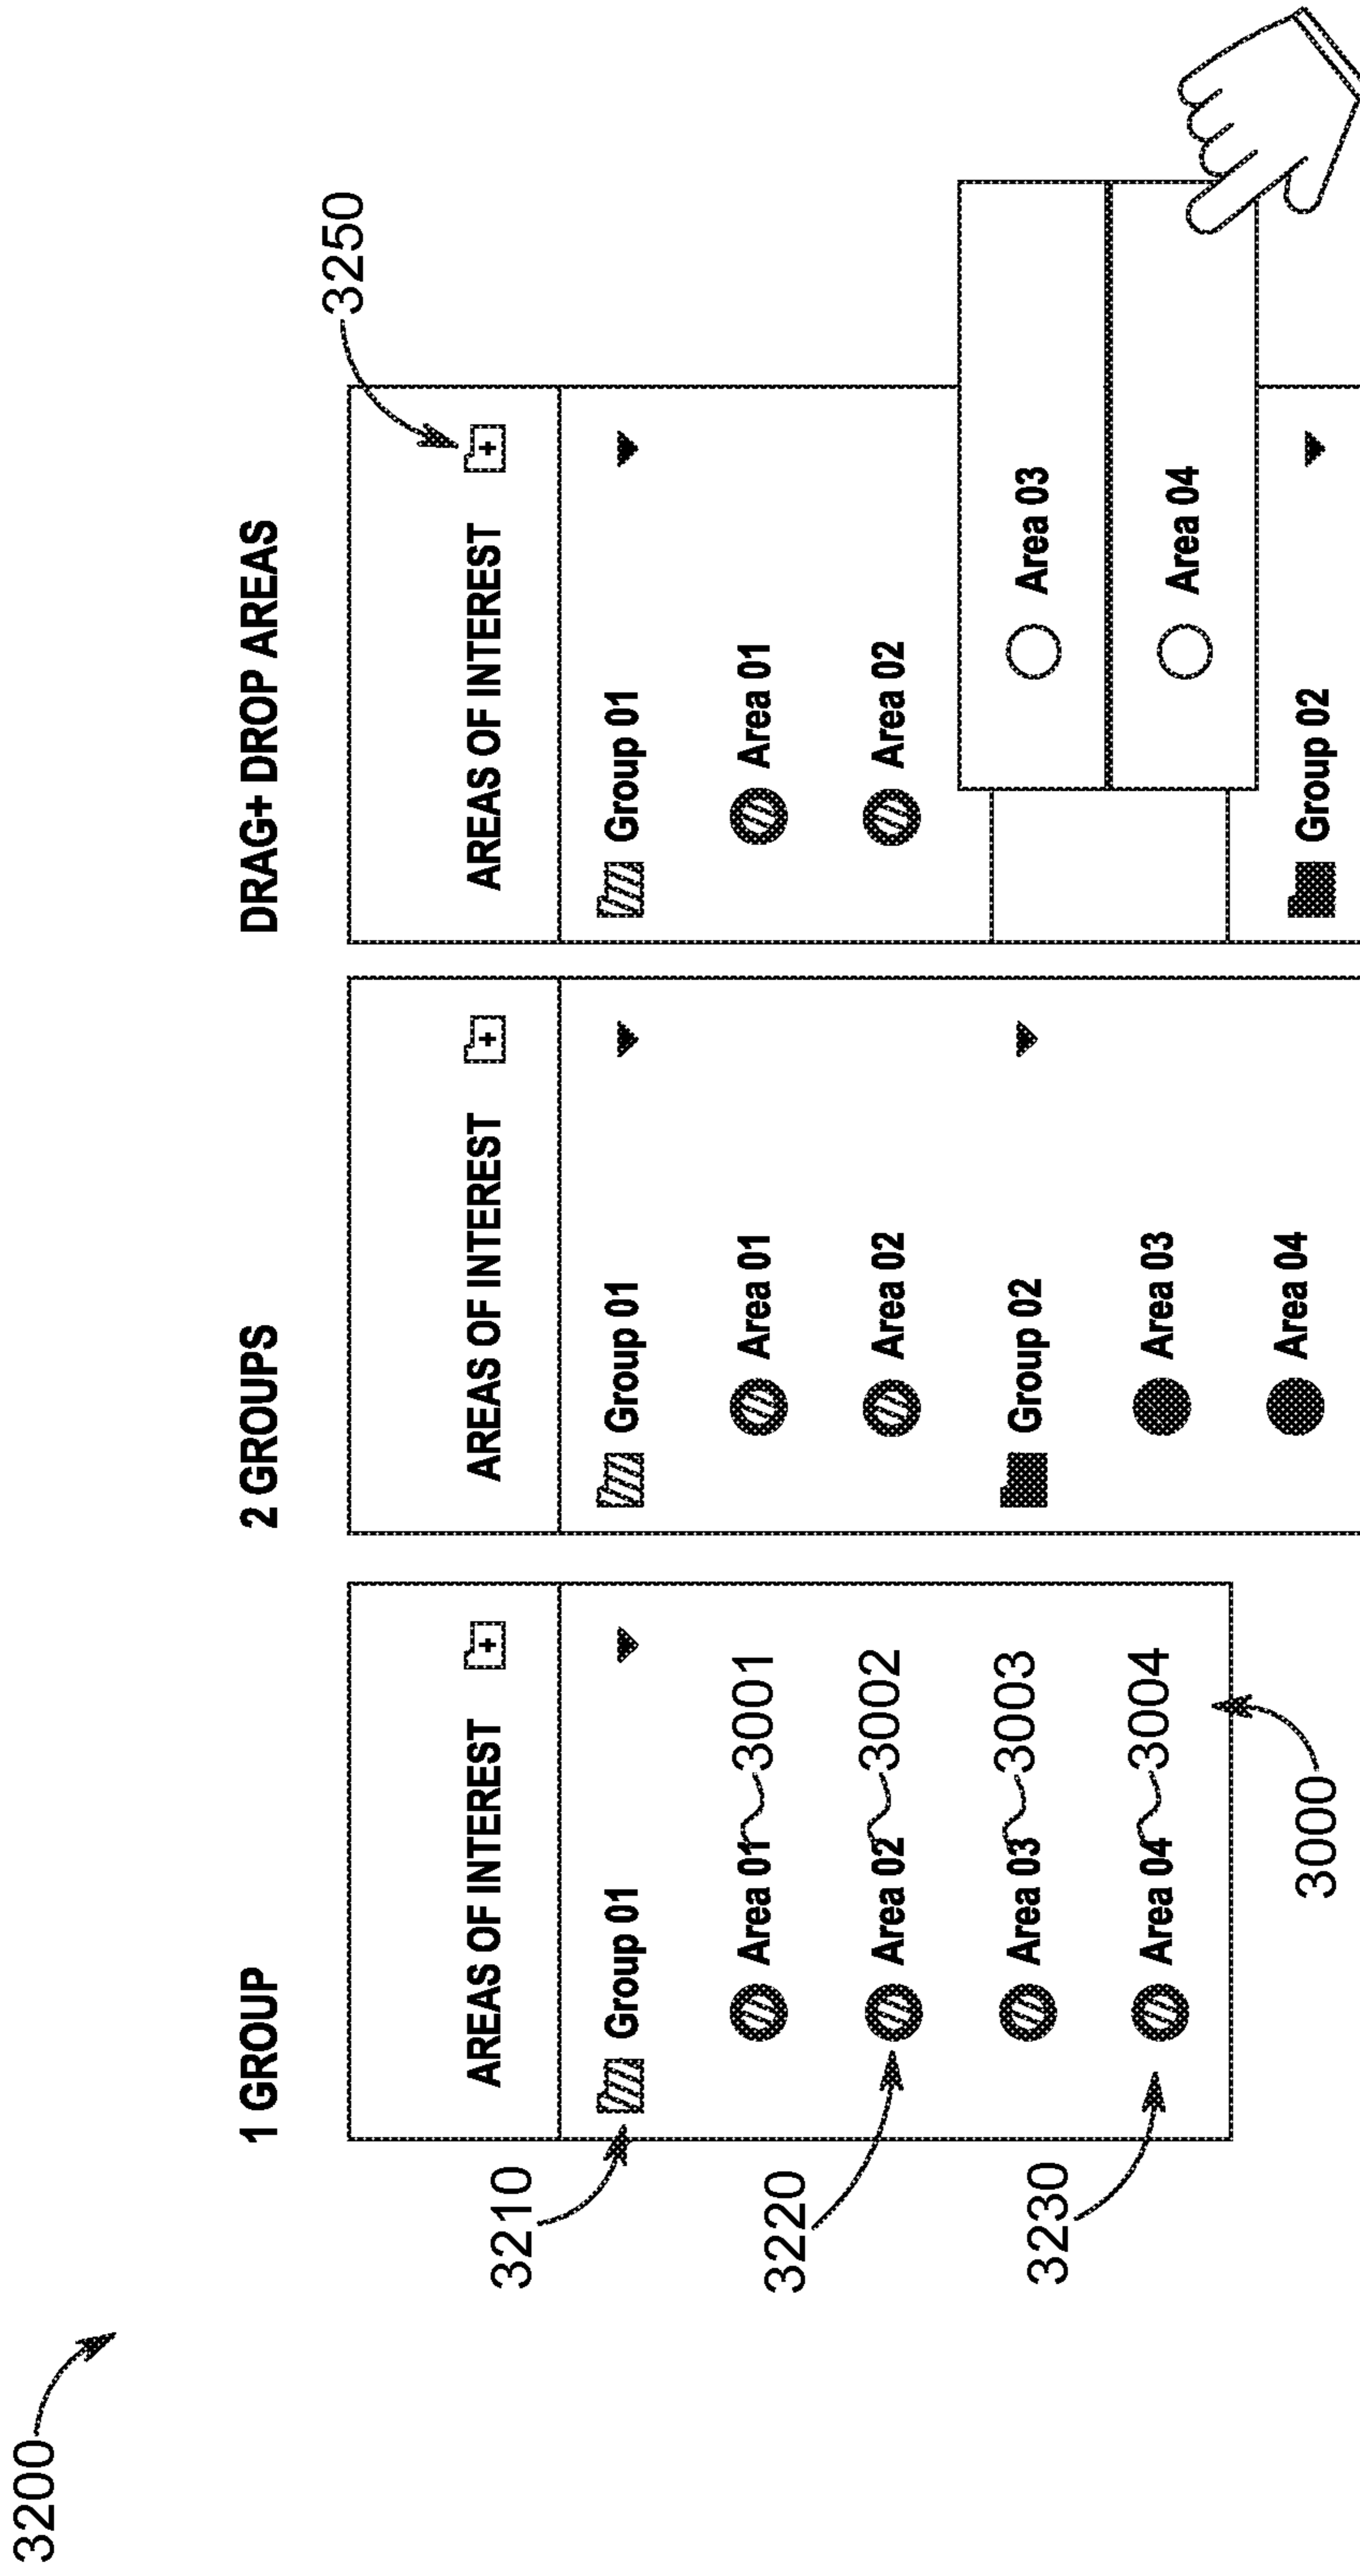 3200
1 GROUP
AREAS OF INTEREST
3210
Group 01
Area 01
3001
3220
Area 02
3002
Area 03
3003
3230
Area 04
3004
3000
2 GROUPS
AREAS OF INTEREST
Group 01
Area 01
Area 02
Group 02
Area 03
Area 04
DRAG+ DROP AREAS
3250
AREAS OF INTEREST
Group 01
Area 01
Area 02
Area 03
Area 04
Group 02